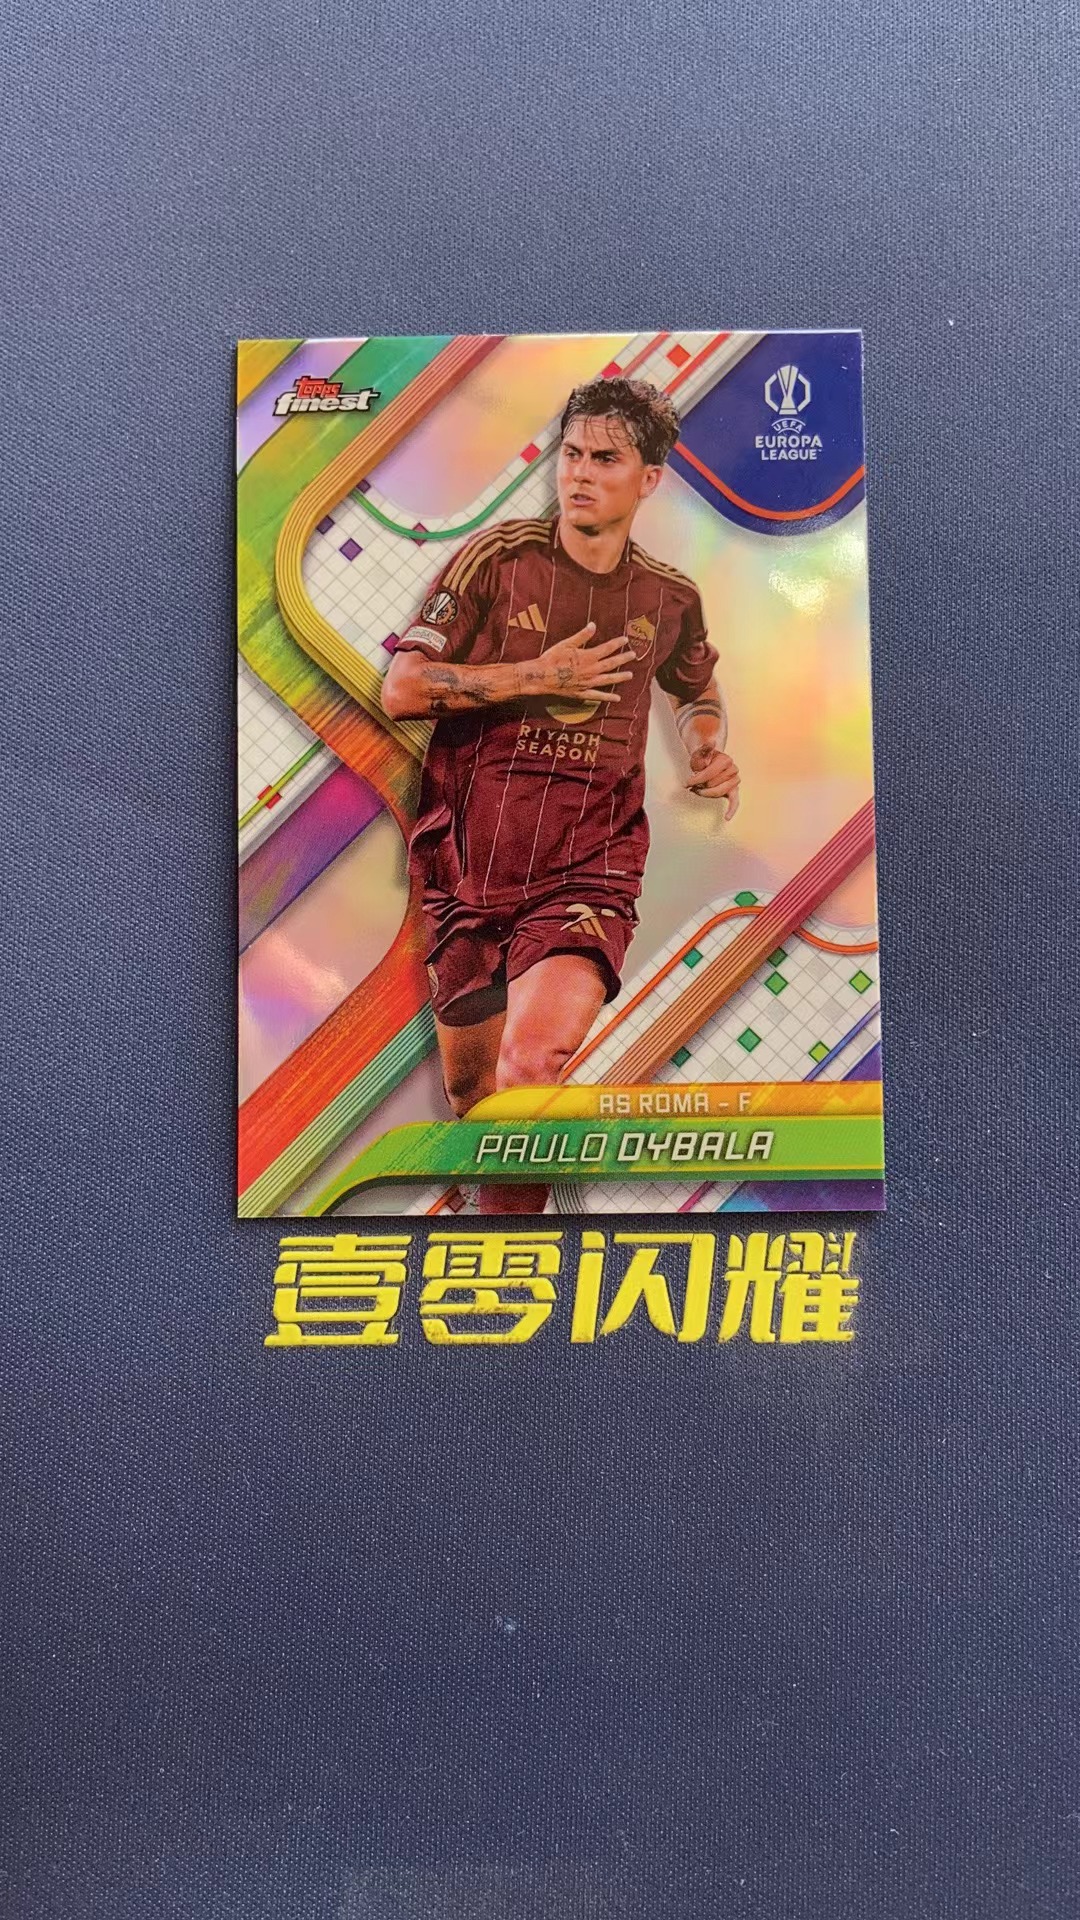 topps
finest
UEFA
EUROPA
LEAGUE
RIYADH
SEASON
AS ROMA - F
PAULO DYBALA
壹零闪耀